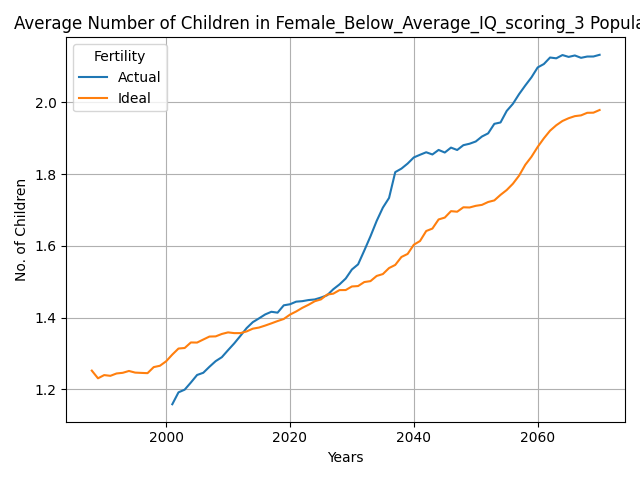 Average Number of Children in Female_Below_Average_IQ_scoring_3 Popula
Fertility
Actual
Ideal
No. of Children
2.0
1.8
1.6
1.4
1.2
2000
2020
2040
2060
Years